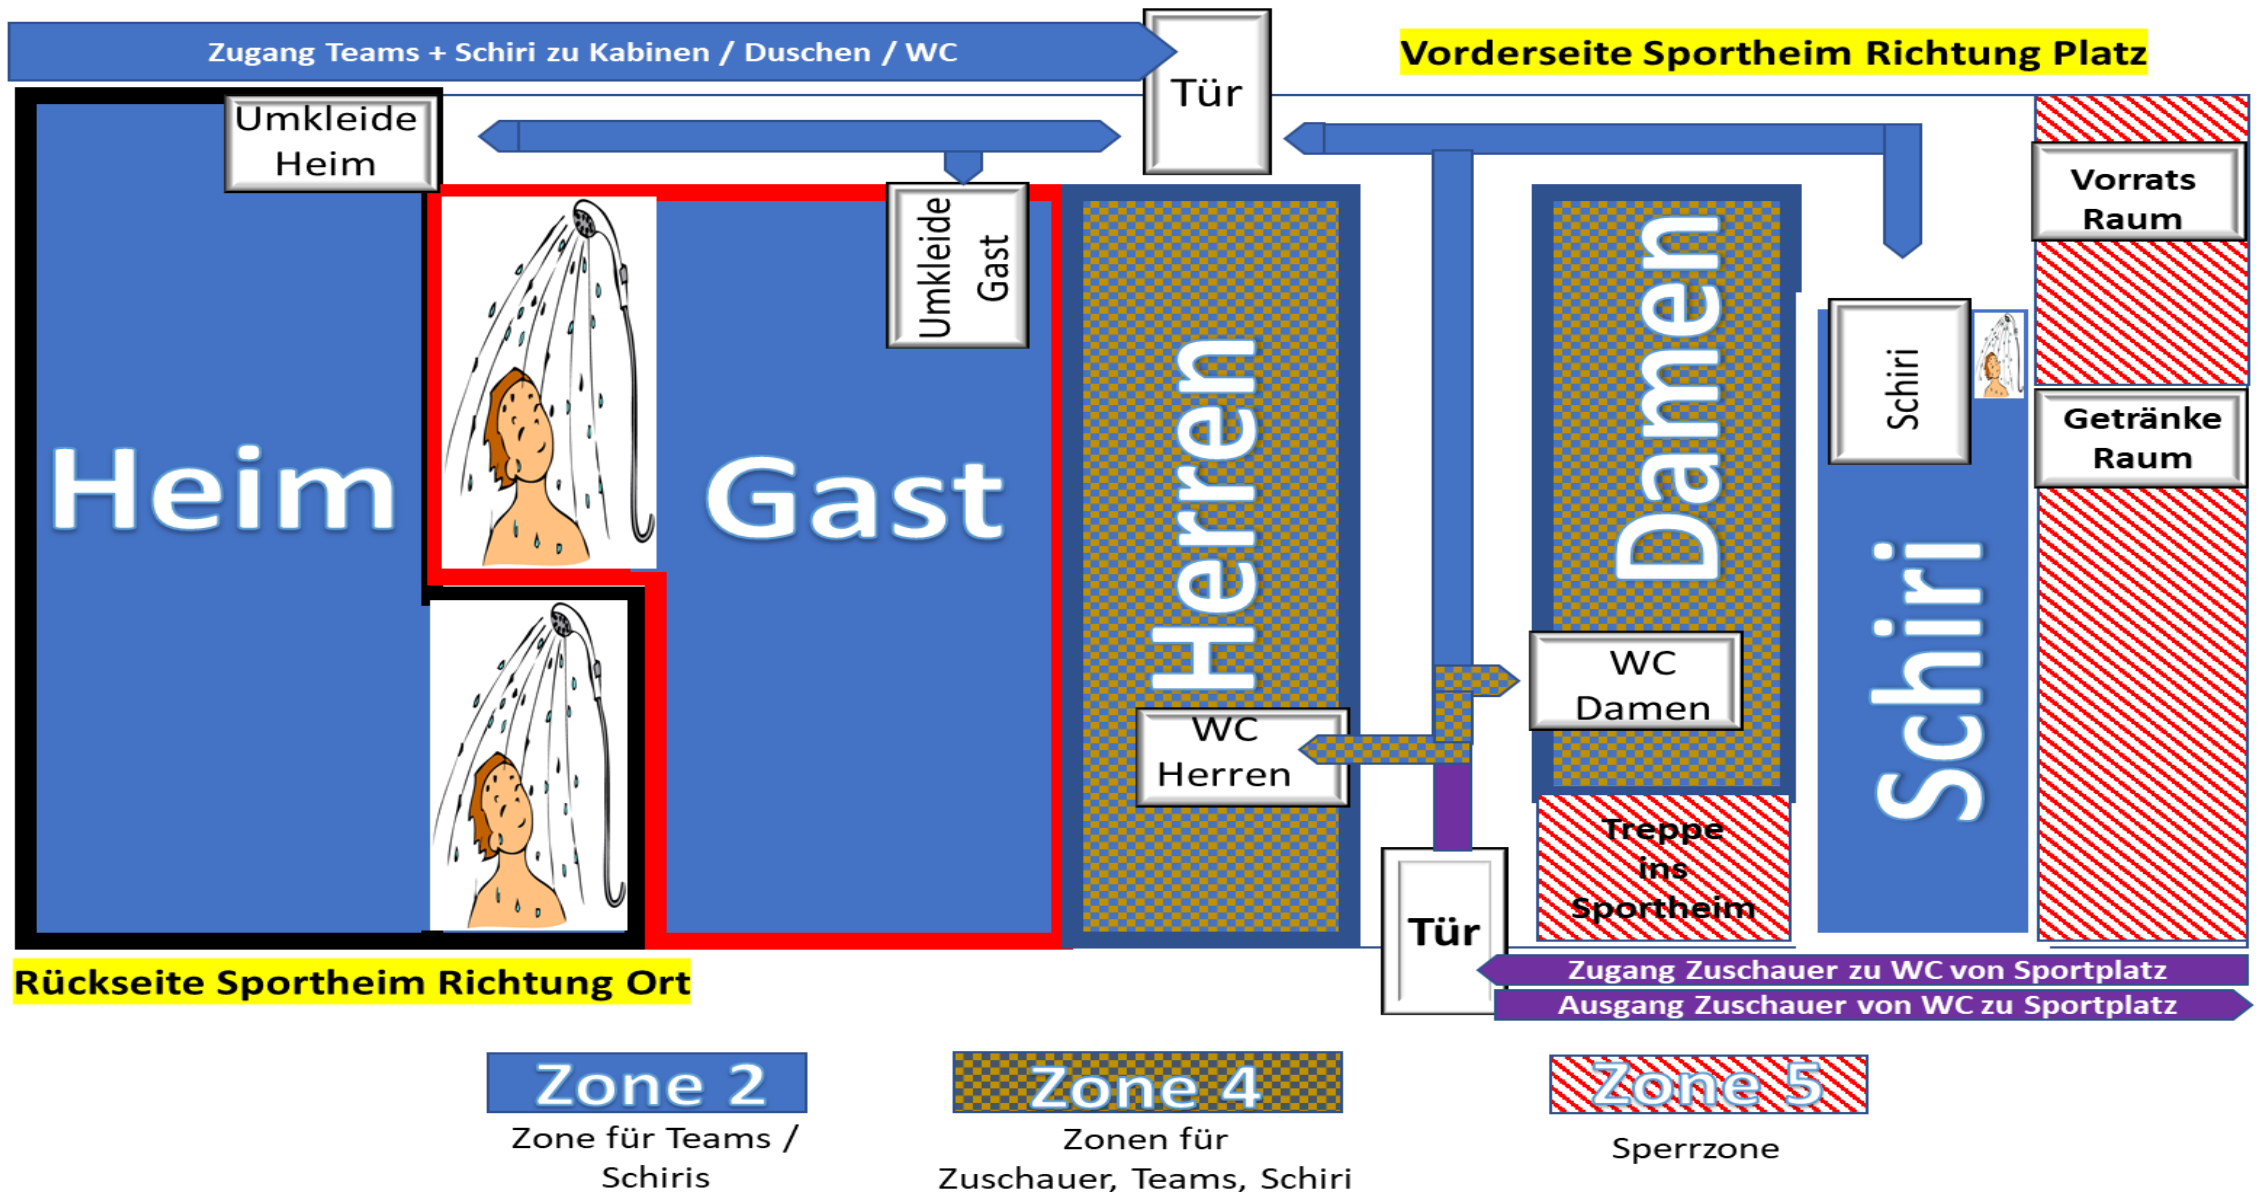 Zugang Teams + Schiri zu Kabinen / Duschen / WC
Tür
Vorderseite Sportheim Richtung Platz
Umkleide
Heim
Umkleide
Gast
Vorrats
Raum
Heim
Gast
Herren
Damen
Schiri
Schiri
Getränke
Raum
WC
Herren
WC
Damen
Treppe
ins
Sportheim
Tür
Rückseite Sportheim Richtung Ort
Zugang Zuschauer zu WC von Sportplatz
Ausgang Zuschauer von WC zu Sportplatz
Zone 2
Zone für Teams /
Schiris
Zone 4
Zonen für
Zuschauer, Teams, Schiri
Zone 5
Sperrzone